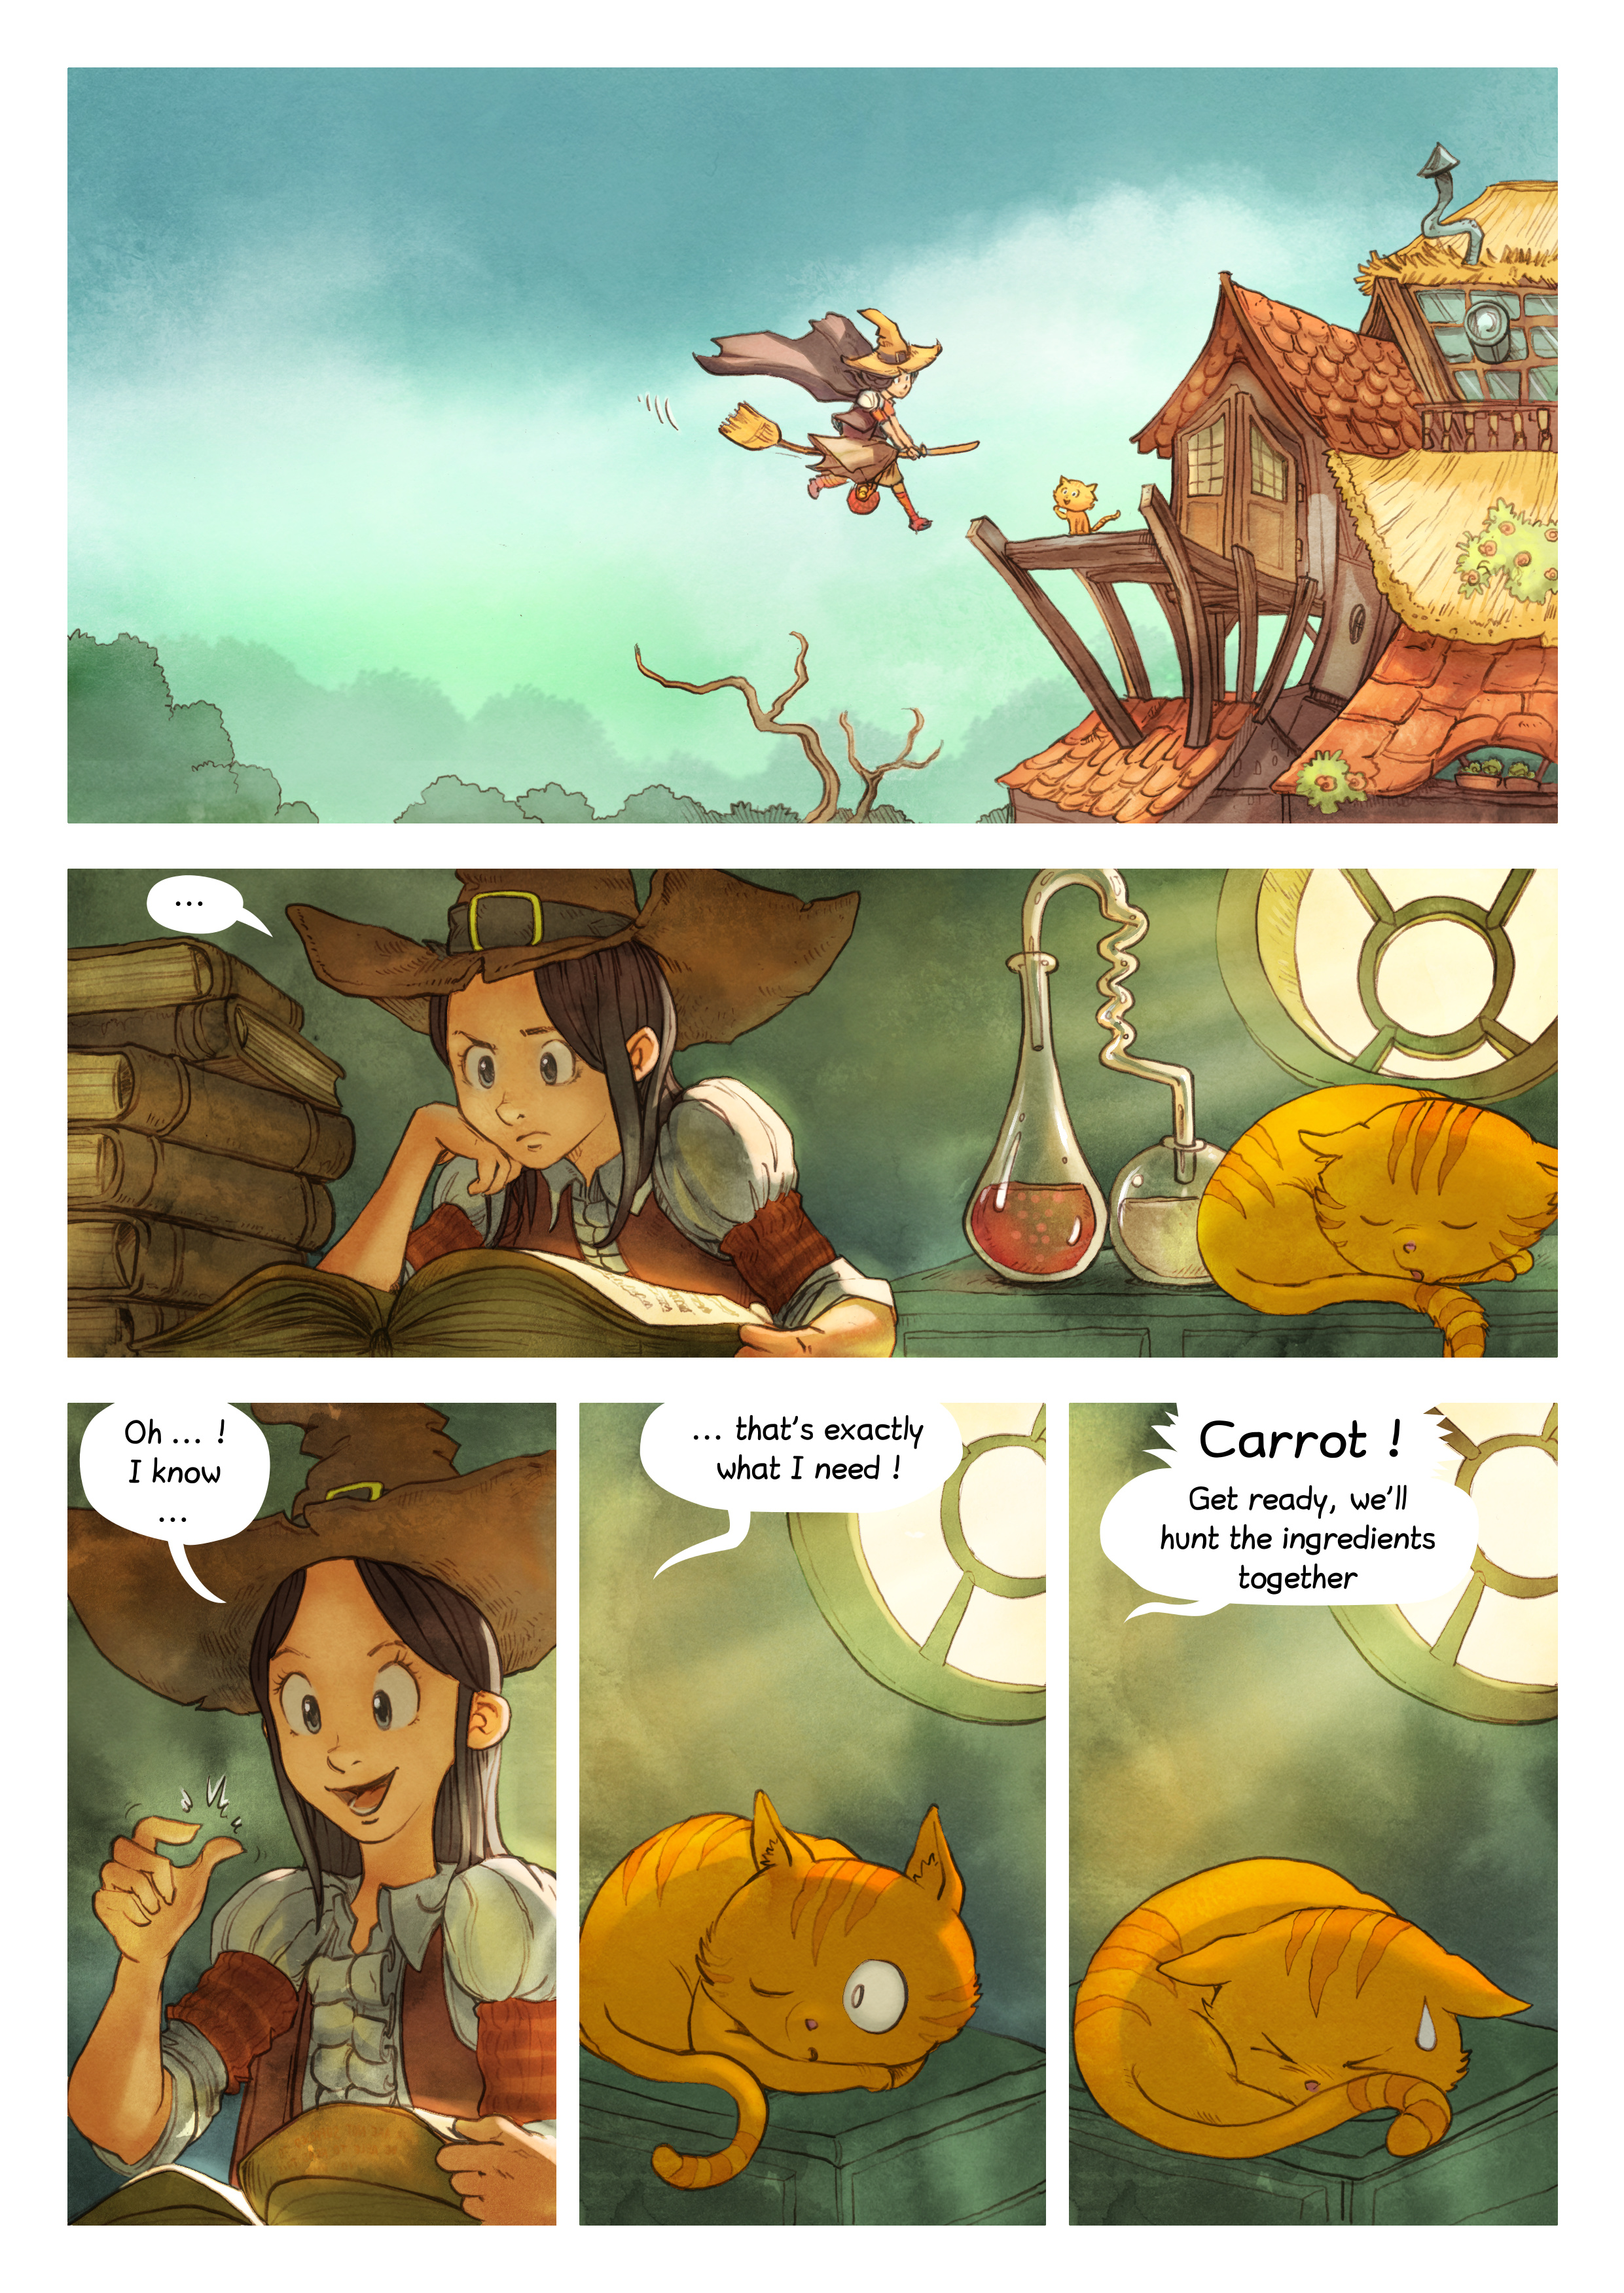 ...
Oh ... !
I know
...
... that's exactly
what I need !
Carrot !
Get ready, we'll
hunt the ingredients
together